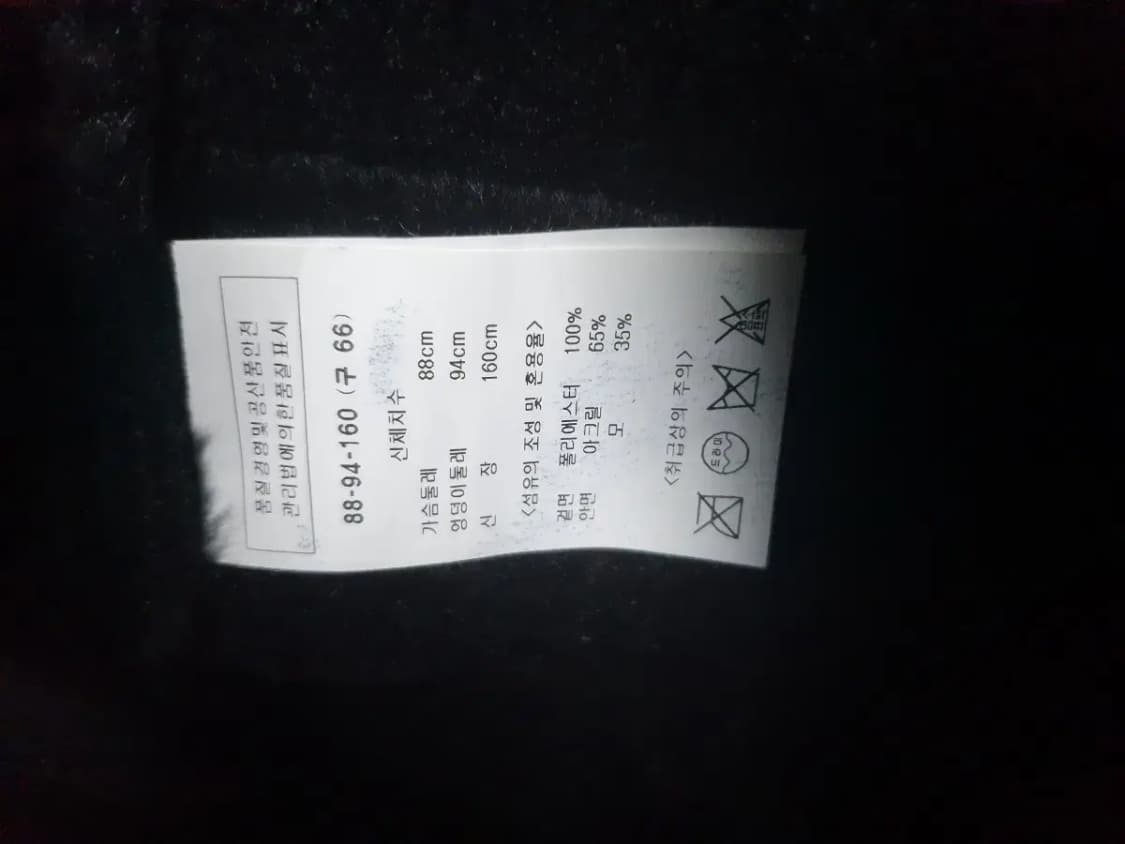 품질경영및공산품안전
관리법에의한품질표시
88-94-160 (구 66)
신체치수
가슴둘레 88cm
엉덩이둘레 94cm
신 장 160cm
<섬유의 조성 및 혼용율>
겉면 폴리에스터 100%
안면 아크릴 65%
모 35%
<취급상의 주의>
드라이